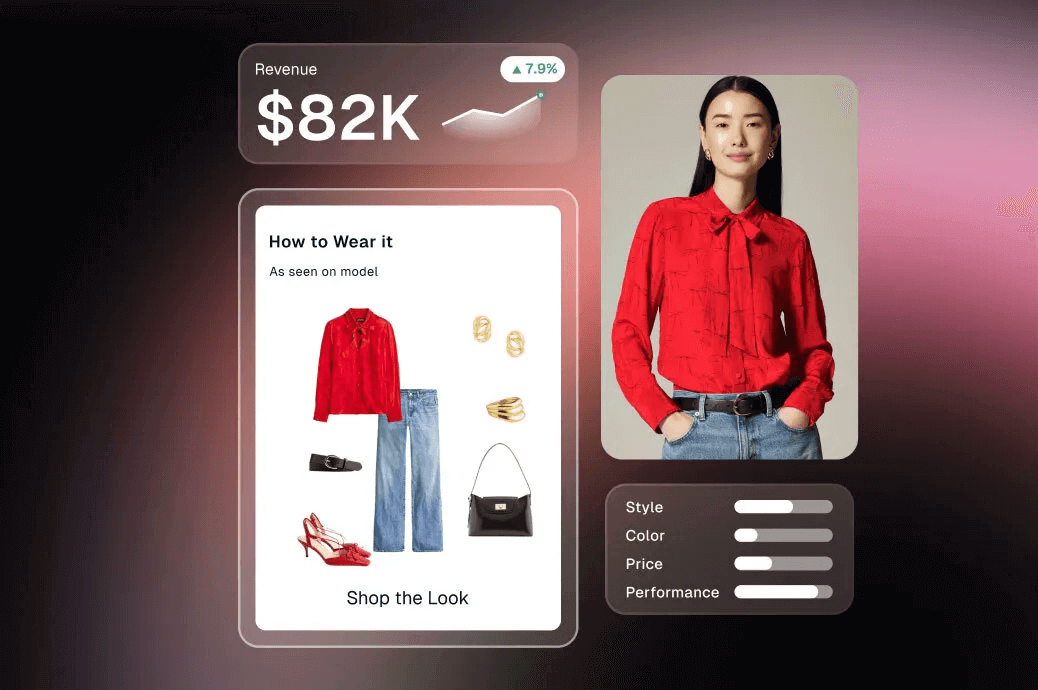 Revenue
▲ 7.9%
$82K
How to Wear it
As seen on model
Shop the Look
Style
Color
Price
Performance